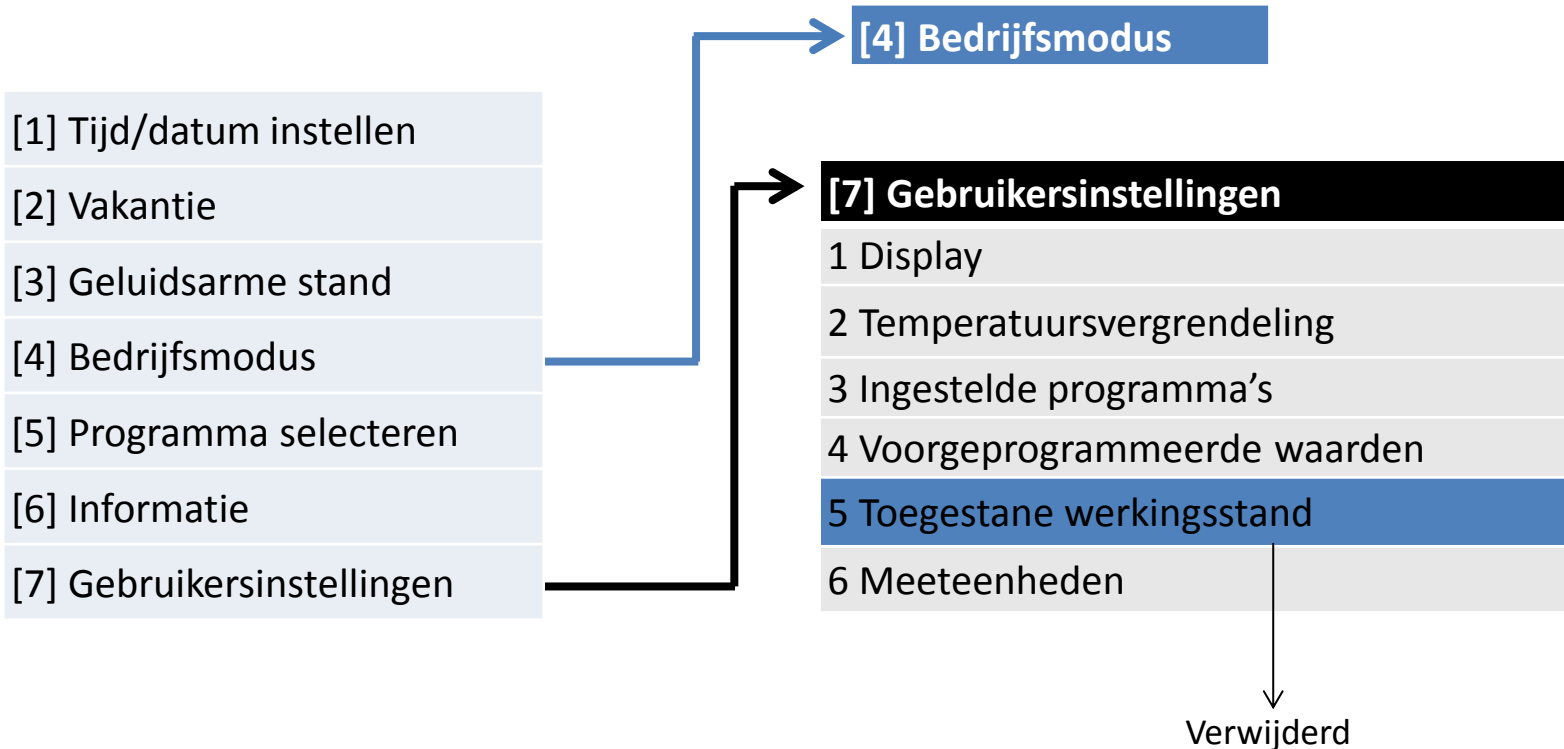 [4] Bedrijfsmodus
[1] Tijd/datum instellen
[2] Vakantie
[3] Geluidsarme stand
[4] Bedrijfsmodus
[5] Programma selecteren
[6] Informatie
[7] Gebruikersinstellingen
[7] Gebruikersinstellingen
1 Display
2 Temperatuursvergrendeling
3 Ingestelde programma’s
4 Voorgeprogrammeerde waarden
5 Toegestane werkingsstand
6 Meeteenheden
Verwijderd